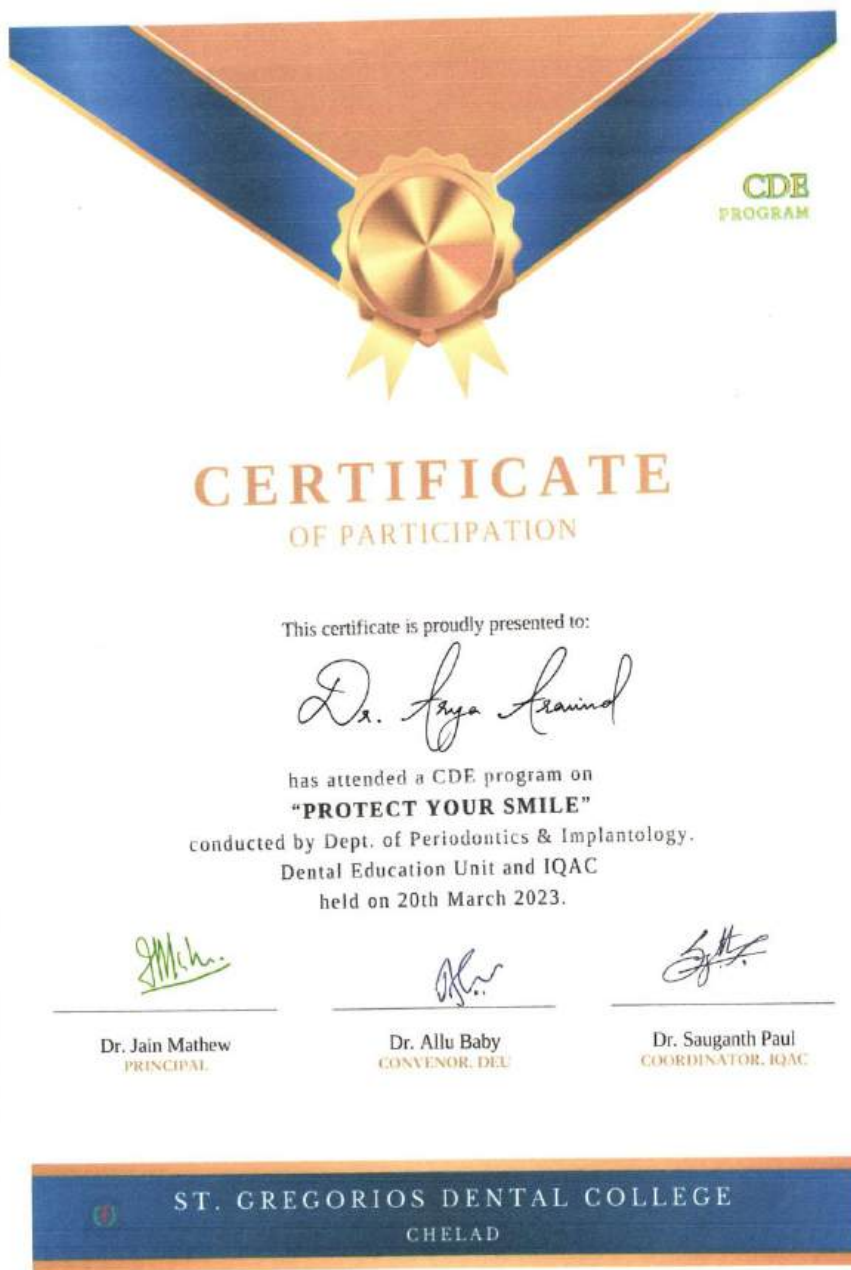 CDE
PROGRAM
CERTIFICATE
OF PARTICIPATION
This certificate is proudly presented to:
Dr. Arya Aravind
has attended a CDE program on
“PROTECT YOUR SMILE”
conducted by Dept. of Periodontics & Implantology.
Dental Education Unit and IQAC
held on 20th March 2023.
Dr. Jain Mathew
PRINCIPAL
Dr. Allu Baby
CONVENOR, DEU
Dr. Sauganth Paul
COORDINATOR, IQAC
ST. GREGORIOS DENTAL COLLEGE
CHELAD